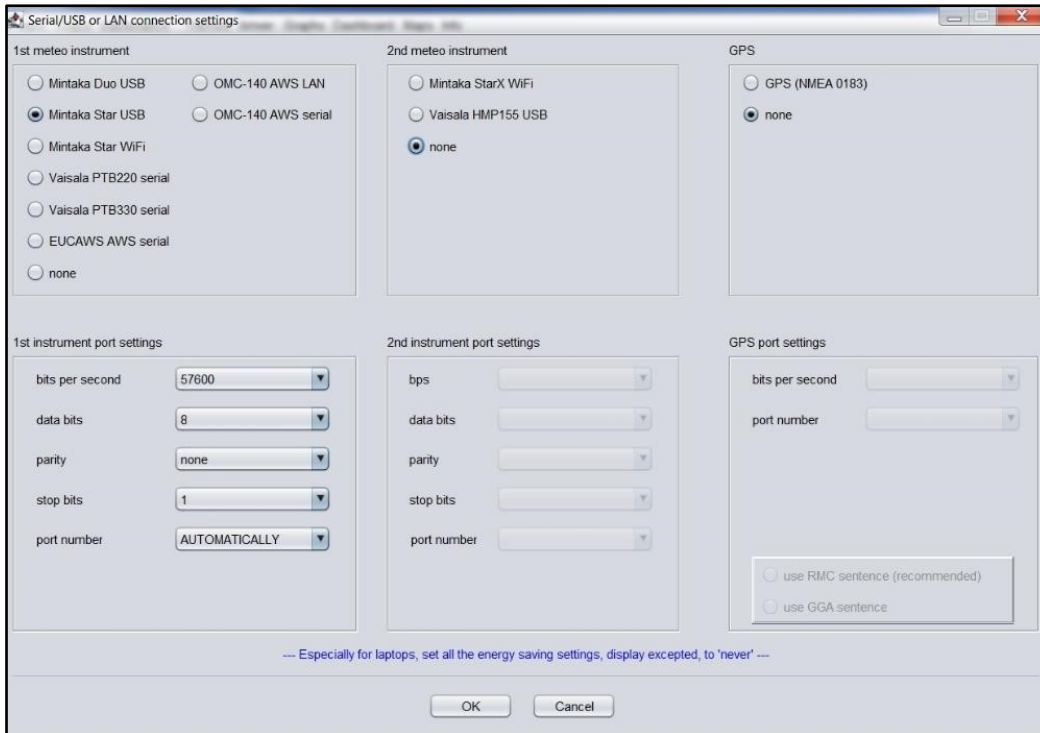 Serial/USB or LAN connection settings
Graphs Dashboard Maps Info
1st meteo instrument
Mintaka Duo USB
OMC-140 AWS LAN
Mintaka Star USB
OMC-140 AWS serial
Mintaka Star WiFi
Vaisala PTB220 serial
Vaisala PTB330 serial
EUCAWS AWS serial
none
2nd meteo instrument
Mintaka StarX WiFi
Vaisala HMP155 USB
none
GPS
GPS (NMEA 0183)
none
1st instrument port settings
bits per second 57600
data bits 8
parity none
stop bits 1
port number AUTOMATICALLY
2nd instrument port settings
bps
data bits
parity
stop bits
port number
GPS port settings
bits per second
port number
use RMC sentence (recommended)
use GGA sentence
--- Especially for laptops, set all the energy saving settings, display excepted, to 'never' ---
OK Cancel